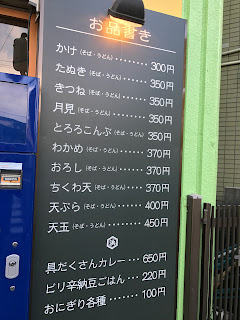 お品書き
かけ(そば・うどん)・・・・・・・・300円
たぬき(そば・うどん)・・・・・・350円
きつね(そば・うどん)・・・・・・350円
月見(そば・うどん)・・・・・・・・350円
とろろこんぶ(そば・うどん)・・・350円
わかめ(そば・うどん)・・・・・・370円
おろし(そば・うどん)・・・・・・370円
ちくわ天(そば・うどん)・・・・370円
天ぷら(そば・うどん)・・・・・・400円
天玉(そば・うどん)・・・・・・・・450円
具だくさんカレー・・・650円
ピリ辛納豆ごはん・・・220円
おにぎり各種・・・・・・100円